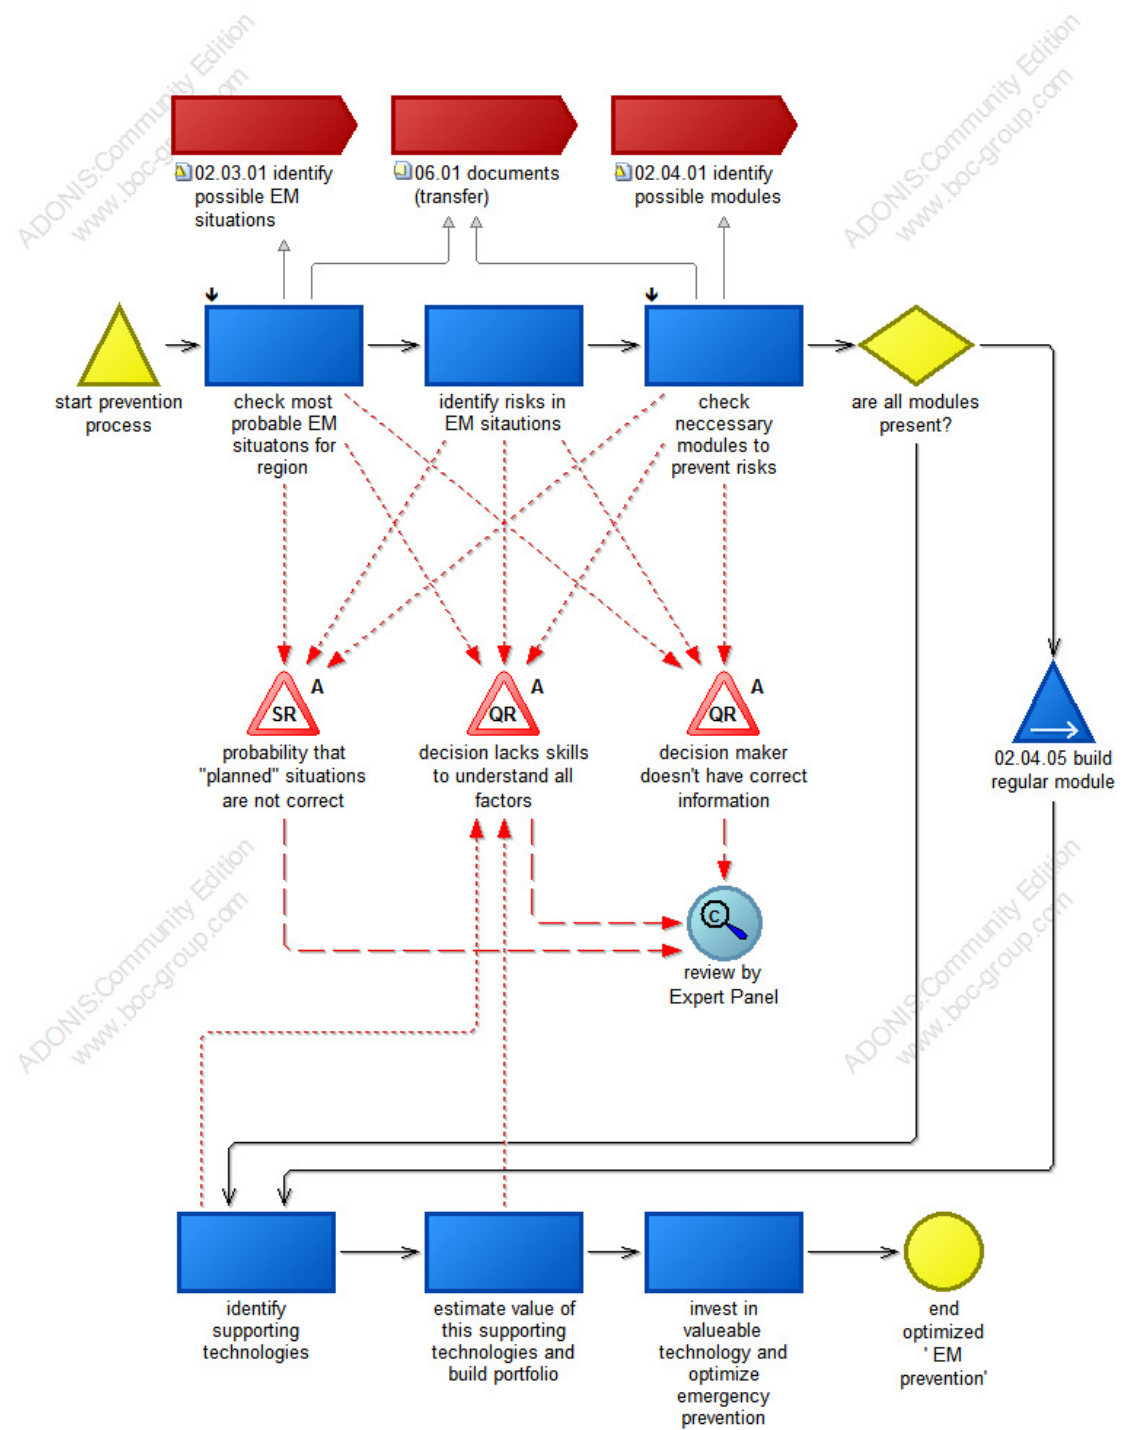 ADONIS:Community Edition
www.boc-group.com
ADONIS:Community Edition
www.boc-group.com
02.03.01 identify
possible EM
situations
06.01 documents
(transfer)
02.04.01 identify
possible modules
start prevention
process
check most
probable EM
situatons for
region
identify risks in
EM sitautions
check
neccessary
modules to
prevent risks
are all modules
present?
A
SR
probability that
"planned" situations
are not correct
A
QR
decision lacks skills
to understand all
factors
A
QR
decision maker
doesn't have correct
information
02.04.05 build
regular module
C
review by
Expert Panel
ADONIS:Community Edition
www.boc-group.com
ADONIS:Community Edition
www.boc-group.com
identify
supporting
technologies
estimate value of
this supporting
technologies and
build portfolio
invest in
valueable
technology and
optimize
emergency
prevention
end
optimized
' EM
prevention'